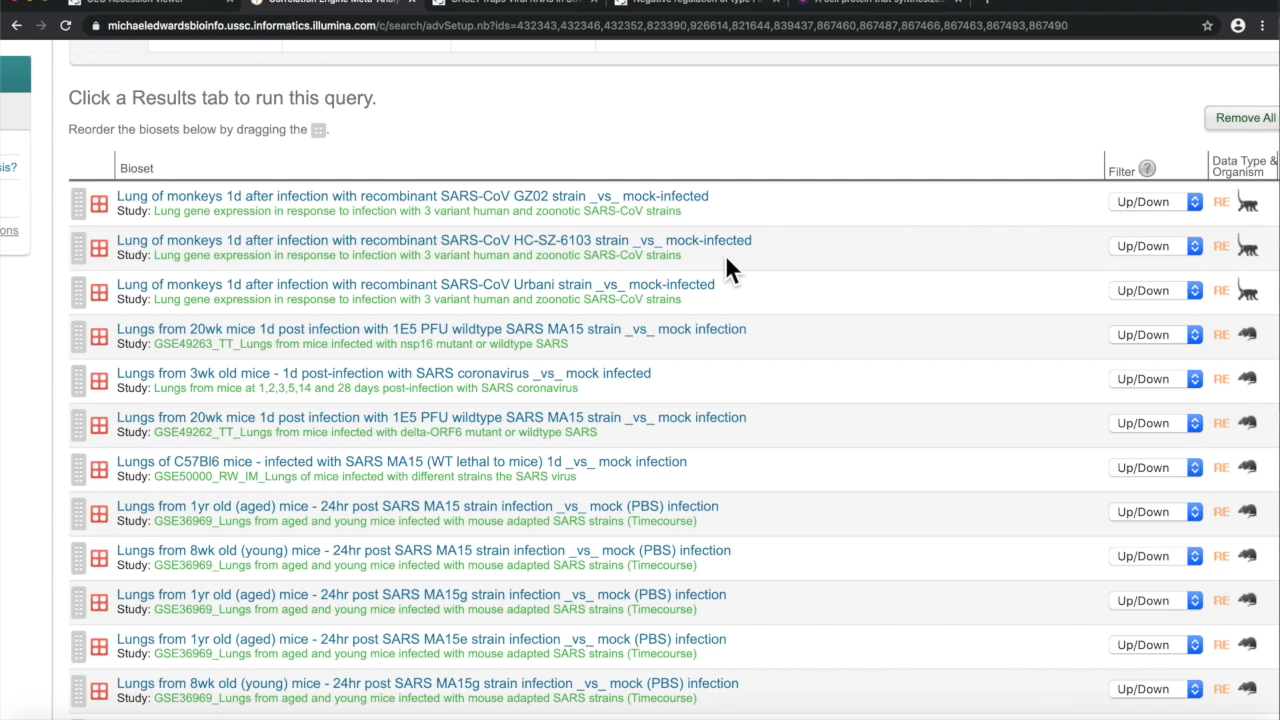 GEO Accession viewer
Correlation Engine Meta-Analy
Negative regulation of type I
A cell protein that synthesize
michaeledwardsbioinfo.ussc.informatics.illumina.com/c/search/advSetup.nb?ids=432343,432346,432352,823390,926614,821644,839437,867460,867487,867466,867463,867493,867490
Click a Results tab to run this query.
Reorder the biosets below by dragging the
Remove All
sis?
ons
Bioset
Filter ?
Data Type &
Organism
Lung of monkeys 1d after infection with recombinant SARS-CoV GZ02 strain _vs_ mock-infected
Study: Lung gene expression in response to infection with 3 variant human and zoonotic SARS-CoV strains
Up/Down RE
Lung of monkeys 1d after infection with recombinant SARS-CoV HC-SZ-6103 strain _vs_ mock-infected
Study: Lung gene expression in response to infection with 3 variant human and zoonotic SARS-CoV strains
Up/Down RE
Lung of monkeys 1d after infection with recombinant SARS-CoV Urbani strain _vs_ mock-infected
Study: Lung gene expression in response to infection with 3 variant human and zoonotic SARS-CoV strains
Up/Down RE
Lungs from 20wk mice 1d post infection with 1E5 PFU wildtype SARS MA15 strain _vs_ mock infection
Study: GSE49263_TT_Lungs from mice infected with nsp16 mutant or wildtype SARS
Up/Down RE
Lungs from 3wk old mice - 1d post-infection with SARS coronavirus _vs_ mock infected
Study: Lungs from mice at 1,2,3,5,14 and 28 days post-infection with SARS coronavirus
Up/Down RE
Lungs from 20wk mice 1d post infection with 1E5 PFU wildtype SARS MA15 strain _vs_ mock infection
Study: GSE49262_TT_Lungs from mice infected with delta-ORF6 mutant or wildtype SARS
Up/Down RE
Lungs of C57Bl6 mice - infected with SARS MA15 (WT lethal to mice) 1d _vs_ mock infection
Study: GSE50000_RW_IM_Lungs of mice infected with different strains the SARS virus
Up/Down RE
Lungs from 1yr old (aged) mice - 24hr post SARS MA15 strain infection _vs_ mock (PBS) infection
Study: GSE36969_Lungs from aged and young mice infected with mouse adapted SARS strains (Timecourse)
Up/Down RE
Lungs from 8wk old (young) mice - 24hr post SARS MA15 strain infection _vs_ mock (PBS) infection
Study: GSE36969_Lungs from aged and young mice infected with mouse adapted SARS strains (Timecourse)
Up/Down RE
Lungs from 1yr old (aged) mice - 24hr post SARS MA15g strain infection _vs_ mock (PBS) infection
Study: GSE36969_Lungs from aged and young mice infected with mouse adapted SARS strains (Timecourse)
Up/Down RE
Lungs from 1yr old (aged) mice - 24hr post SARS MA15e strain infection _vs_ mock (PBS) infection
Study: GSE36969_Lungs from aged and young mice infected with mouse adapted SARS strains (Timecourse)
Up/Down RE
Lungs from 8wk old (young) mice - 24hr post SARS MA15g strain infection _vs_ mock (PBS) infection
Study: GSE36969_Lungs from aged and young mice infected with mouse adapted SARS strains (Timecourse)
Up/Down RE